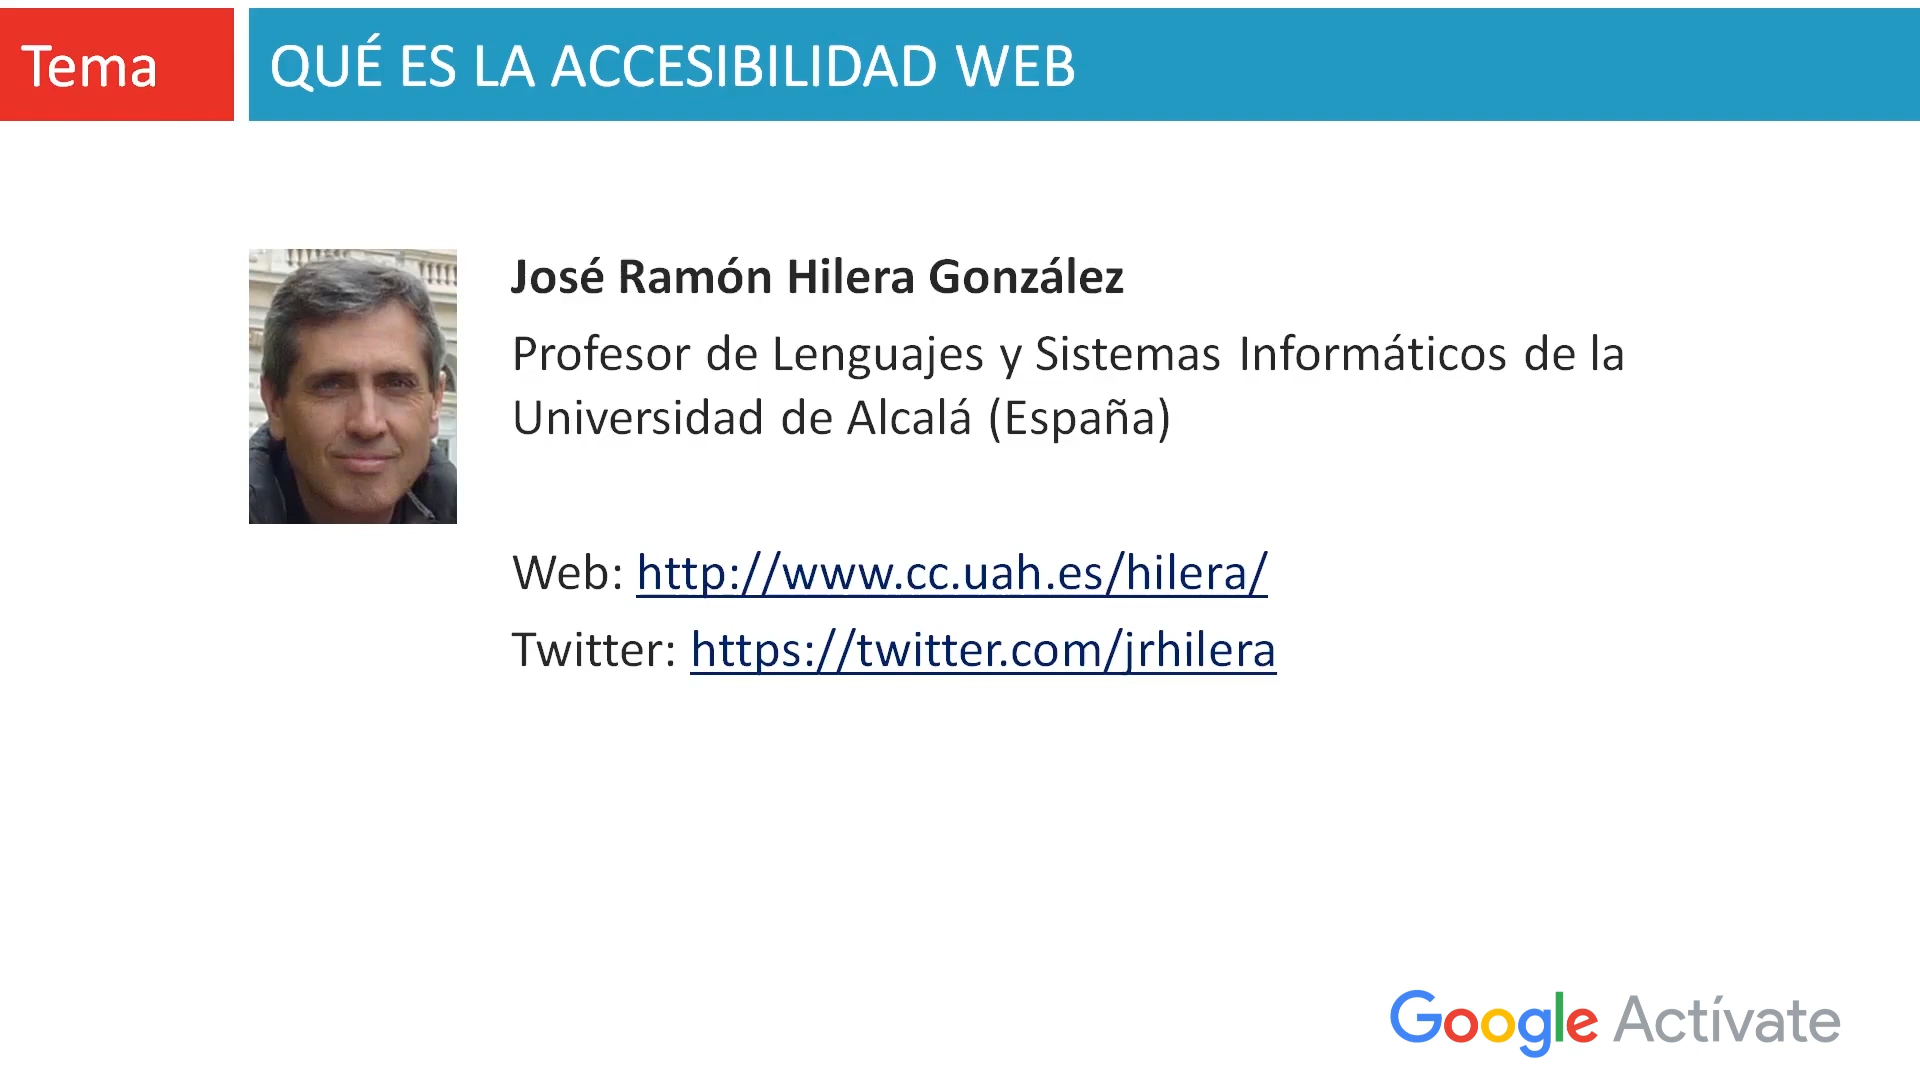 Tema
QUÉ ES LA ACCESIBILIDAD WEB
José Ramón Hilera González
Profesor de Lenguajes y Sistemas Informáticos de la
Universidad de Alcalá (España)
Web: http://www.cc.uah.es/hilera/
Twitter: https://twitter.com/jrhilera
Google Actívate